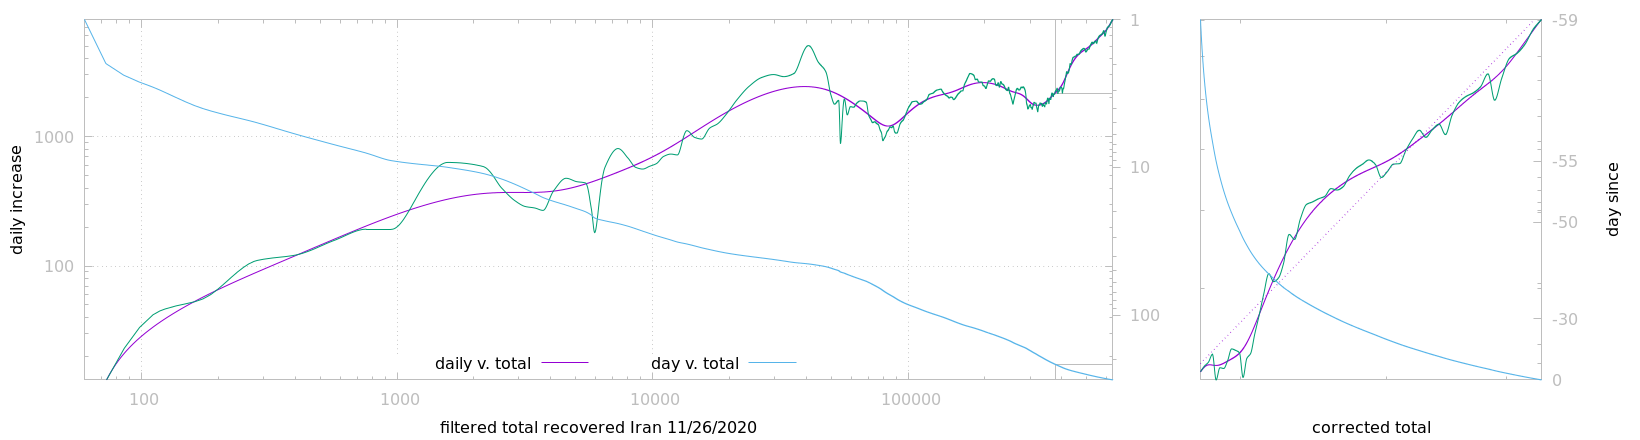 daily increase
1000
100
daily v. total
day v. total
100
1000
10000
100000
filtered total recovered Iran 11/26/2020
1
10
100
-59
-55
-50
-30
0
day since
corrected total